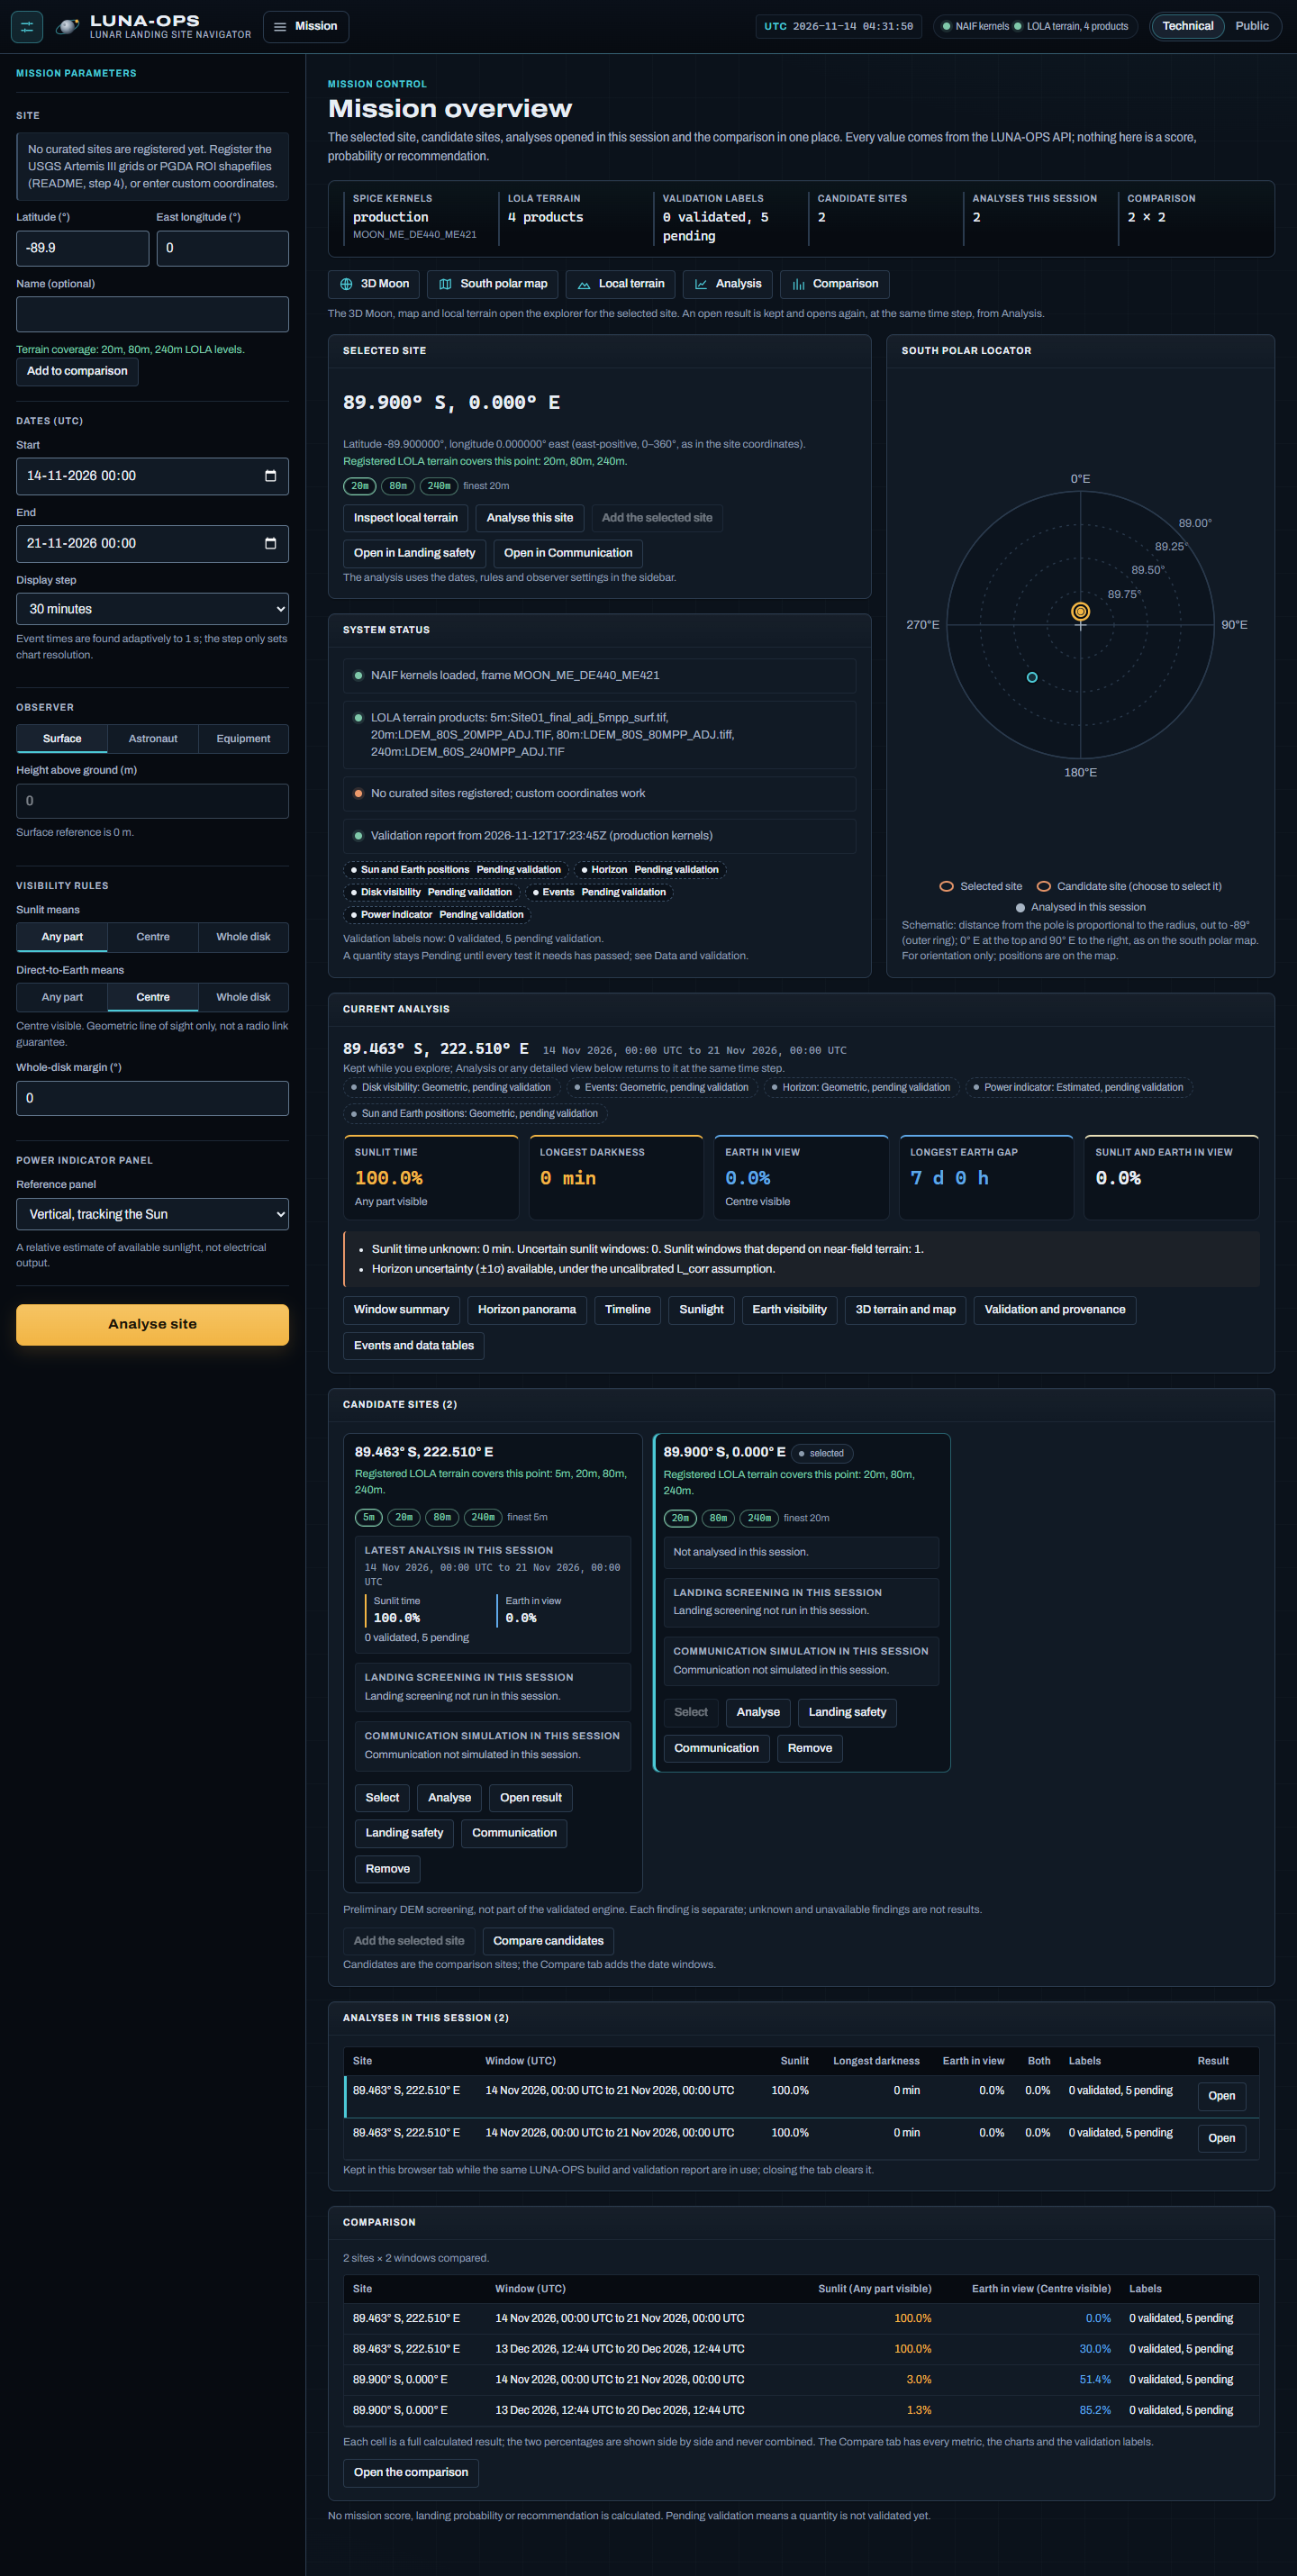 LUNA-OPS
LUNAR LANDING SITE NAVIGATOR
Mission
UTC 2026-11-14 04:31:50
NAIF kernels
LOLA terrain, 4 products
Technical
Public
MISSION PARAMETERS
SITE
No curated sites are registered yet. Register the
USGS Artemis III grids or PGDA ROI shapefiles
(README, step 4), or enter custom coordinates.
Latitude (°)
East longitude (°)
-89.9
0
Name (optional)
Terrain coverage: 20m, 80m, 240m LOLA levels.
Add to comparison
DATES (UTC)
Start
14-11-2026 00:00
End
21-11-2026 00:00
Display step
30 minutes
Event times are found adaptively to 1 s; the step only sets
chart resolution.
OBSERVER
Surface
Astronaut
Equipment
Height above ground (m)
0
Surface reference is 0 m.
VISIBILITY RULES
Sunlit means
Any part
Centre
Whole disk
Direct-to-Earth means
Any part
Centre
Whole disk
Centre visible. Geometric line of sight only, not a radio link
guarantee.
Whole-disk margin (°)
0
POWER INDICATOR PANEL
Reference panel
Vertical, tracking the Sun
A relative estimate of available sunlight, not electrical
output.
Analyse site
MISSION CONTROL
Mission overview
The selected site, candidate sites, analyses opened in this session and the comparison in one place. Every value comes from the LUNA-OPS API; nothing here is a score,
probability or recommendation.
SPICE KERNELS
production
MOON_ME_DE440_ME421
LOLA TERRAIN
4 products
VALIDATION LABELS
0 validated, 5
pending
CANDIDATE SITES
2
ANALYSES THIS SESSION
2
COMPARISON
2 × 2
3D Moon
South polar map
Local terrain
Analysis
Comparison
The 3D Moon, map and local terrain open the explorer for the selected site. An open result is kept and opens again, at the same time step, from Analysis.
SELECTED SITE
89.900° S, 0.000° E
Latitude -89.900000°, longitude 0.000000° east (east-positive, 0–360°, as in the site coordinates).
Registered LOLA terrain covers this point: 20m, 80m, 240m.
20m
80m
240m
finest 20m
Inspect local terrain
Analyse this site
Add the selected site
Open in Landing safety
Open in Communication
The analysis uses the dates, rules and observer settings in the sidebar.
SYSTEM STATUS
NAIF kernels loaded, frame MOON_ME_DE440_ME421
LOLA terrain products: 5m:Site01_final_adj_5mpp_surf.tif,
20m:LDEM_80S_20MPP_ADJ.TIF, 80m:LDEM_80S_80MPP_ADJ.tiff,
240m:LDEM_60S_240MPP_ADJ.TIF
No curated sites registered; custom coordinates work
Validation report from 2026-11-12T17:23:45Z (production kernels)
Sun and Earth positions Pending validation
Horizon Pending validation
Disk visibility Pending validation
Events Pending validation
Power indicator Pending validation
Validation labels now: 0 validated, 5 pending validation.
A quantity stays Pending until every test it needs has passed; see Data and validation.
SOUTH POLAR LOCATOR
0°E
89.00°
89.25°
89.50°
89.75°
270°E
90°E
180°E
Selected site
Candidate site (choose to select it)
Analysed in this session
Schematic: distance from the pole is proportional to the radius, out to -89°
(outer ring); 0° E at the top and 90° E to the right, as on the south polar map.
For orientation only; positions are on the map.
CURRENT ANALYSIS
89.463° S, 222.510° E 14 Nov 2026, 00:00 UTC to 21 Nov 2026, 00:00 UTC
Kept while you explore; Analysis or any detailed view below returns to it at the same time step.
Disk visibility: Geometric, pending validation
Events: Geometric, pending validation
Horizon: Geometric, pending validation
Power indicator: Estimated, pending validation
Sun and Earth positions: Geometric, pending validation
SUNLIT TIME
100.0%
Any part visible
LONGEST DARKNESS
0 min
EARTH IN VIEW
0.0%
Centre visible
LONGEST EARTH GAP
7 d 0 h
SUNLIT AND EARTH IN VIEW
0.0%
Sunlit time unknown: 0 min. Uncertain sunlit windows: 0. Sunlit windows that depend on near-field terrain: 1.
Horizon uncertainty (±1σ) available, under the uncalibrated L_corr assumption.
Window summary
Horizon panorama
Timeline
Sunlight
Earth visibility
3D terrain and map
Validation and provenance
Events and data tables
CANDIDATE SITES (2)
89.463° S, 222.510° E
Registered LOLA terrain covers this point: 5m, 20m, 80m,
240m.
5m
20m
80m
240m
finest 5m
LATEST ANALYSIS IN THIS SESSION
14 Nov 2026, 00:00 UTC to 21 Nov 2026, 00:00
UTC
Sunlit time
100.0%
Earth in view
0.0%
0 validated, 5 pending
LANDING SCREENING IN THIS SESSION
Landing screening not run in this session.
COMMUNICATION SIMULATION IN THIS SESSION
Communication not simulated in this session.
Select
Analyse
Open result
Landing safety
Communication
Remove
89.900° S, 0.000° E
selected
Registered LOLA terrain covers this point: 20m, 80m,
240m.
20m
80m
240m
finest 20m
Not analysed in this session.
LANDING SCREENING IN THIS SESSION
Landing screening not run in this session.
COMMUNICATION SIMULATION IN THIS SESSION
Communication not simulated in this session.
Select
Analyse
Landing safety
Communication
Remove
Preliminary DEM screening, not part of the validated engine. Each finding is separate; unknown and unavailable findings are not results.
Add the selected site
Compare candidates
Candidates are the comparison sites; the Compare tab adds the date windows.
ANALYSES IN THIS SESSION (2)
Site Window (UTC) Sunlit Longest darkness Earth in view Both Labels Result
89.463° S, 222.510° E 14 Nov 2026, 00:00 UTC to 21 Nov 2026, 00:00 UTC 100.0% 0 min 0.0% 0.0% 0 validated, 5 pending Open
89.463° S, 222.510° E 14 Nov 2026, 00:00 UTC to 21 Nov 2026, 00:00 UTC 100.0% 0 min 0.0% 0.0% 0 validated, 5 pending Open
Kept in this browser tab while the same LUNA-OPS build and validation report are in use; closing the tab clears it.
COMPARISON
2 sites × 2 windows compared.
Site Window (UTC) Sunlit (Any part visible) Earth in view (Centre visible) Labels
89.463° S, 222.510° E 14 Nov 2026, 00:00 UTC to 21 Nov 2026, 00:00 UTC 100.0% 0.0% 0 validated, 5 pending
89.463° S, 222.510° E 13 Dec 2026, 12:44 UTC to 20 Dec 2026, 12:44 UTC 100.0% 30.0% 0 validated, 5 pending
89.900° S, 0.000° E 14 Nov 2026, 00:00 UTC to 21 Nov 2026, 00:00 UTC 3.0% 51.4% 0 validated, 5 pending
89.900° S, 0.000° E 13 Dec 2026, 12:44 UTC to 20 Dec 2026, 12:44 UTC 1.3% 85.2% 0 validated, 5 pending
Each cell is a full calculated result; the two percentages are shown side by side and never combined. The Compare tab has every metric, the charts and the validation labels.
Open the comparison
No mission score, landing probability or recommendation is calculated. Pending validation means a quantity is not validated yet.